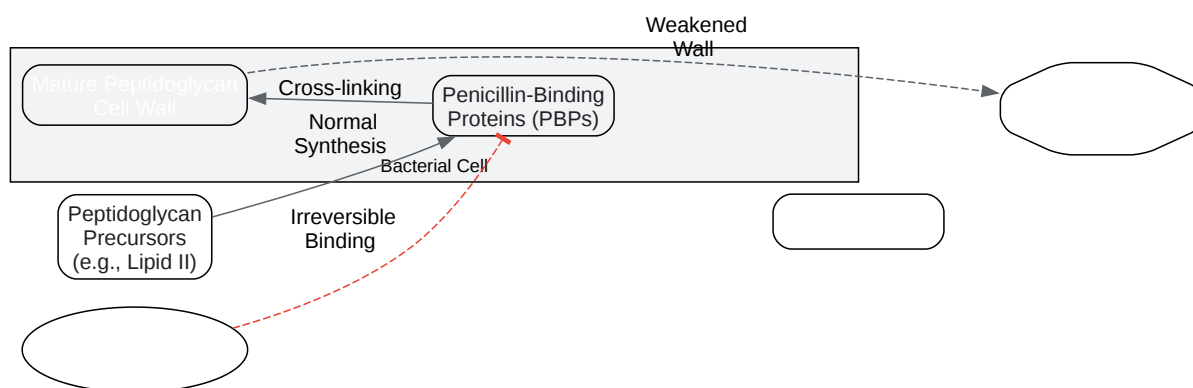 Weakened
Wall
Mature Peptidoglycan
Cell Wall
Cross-linking
Penicillin-Binding
Proteins (PBPs)
Normal
Synthesis
Bacterial Cell
Peptidoglycan
Precursors
(e.g., Lipid II)
Irreversible
Binding